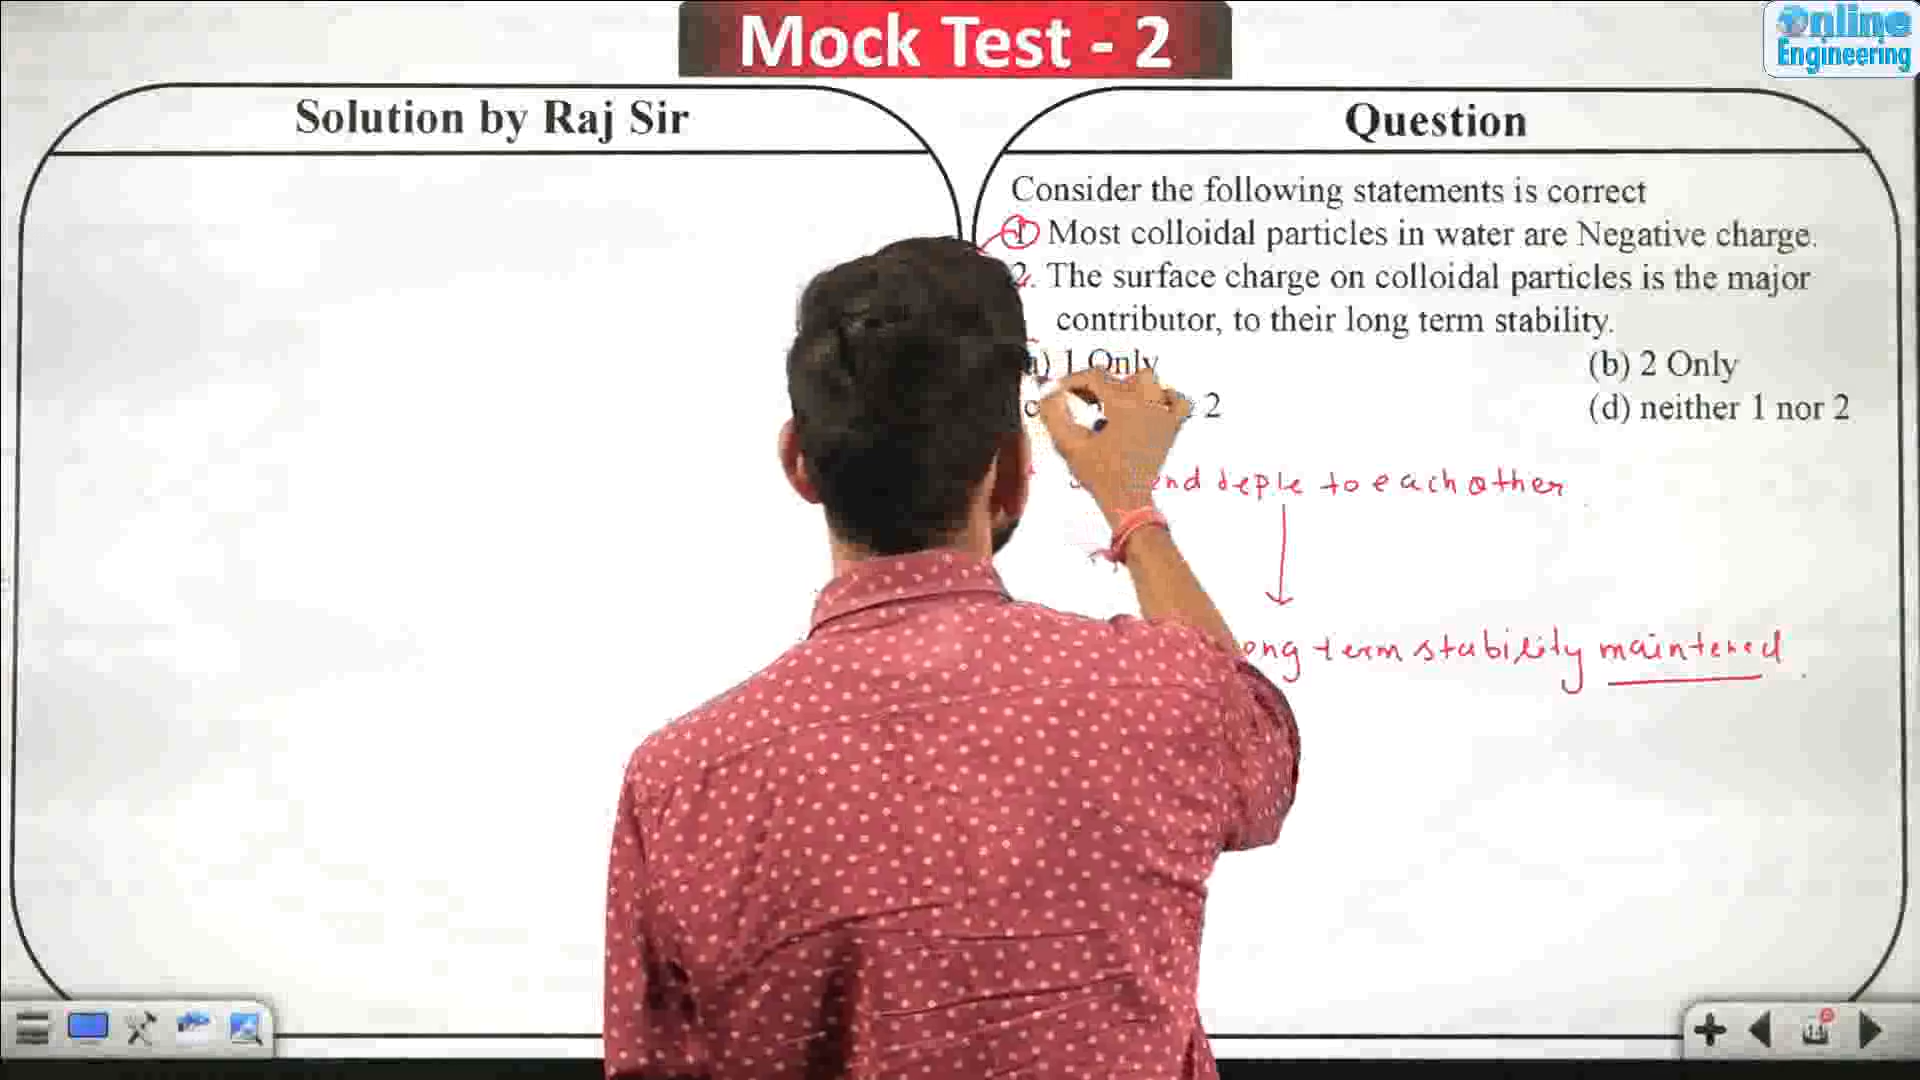 Mock Test - 2
Online
Engineering
Solution by Raj Sir
Question
Consider the following statements is correct
1 Most colloidal particles in water are Negative charge.
2. The surface charge on colloidal particles is the major
contributor, to their long term stability.
a) 1 Only
(b) 2 Only
2
(d) neither 1 nor 2
deple to each other
ong term stability maintened